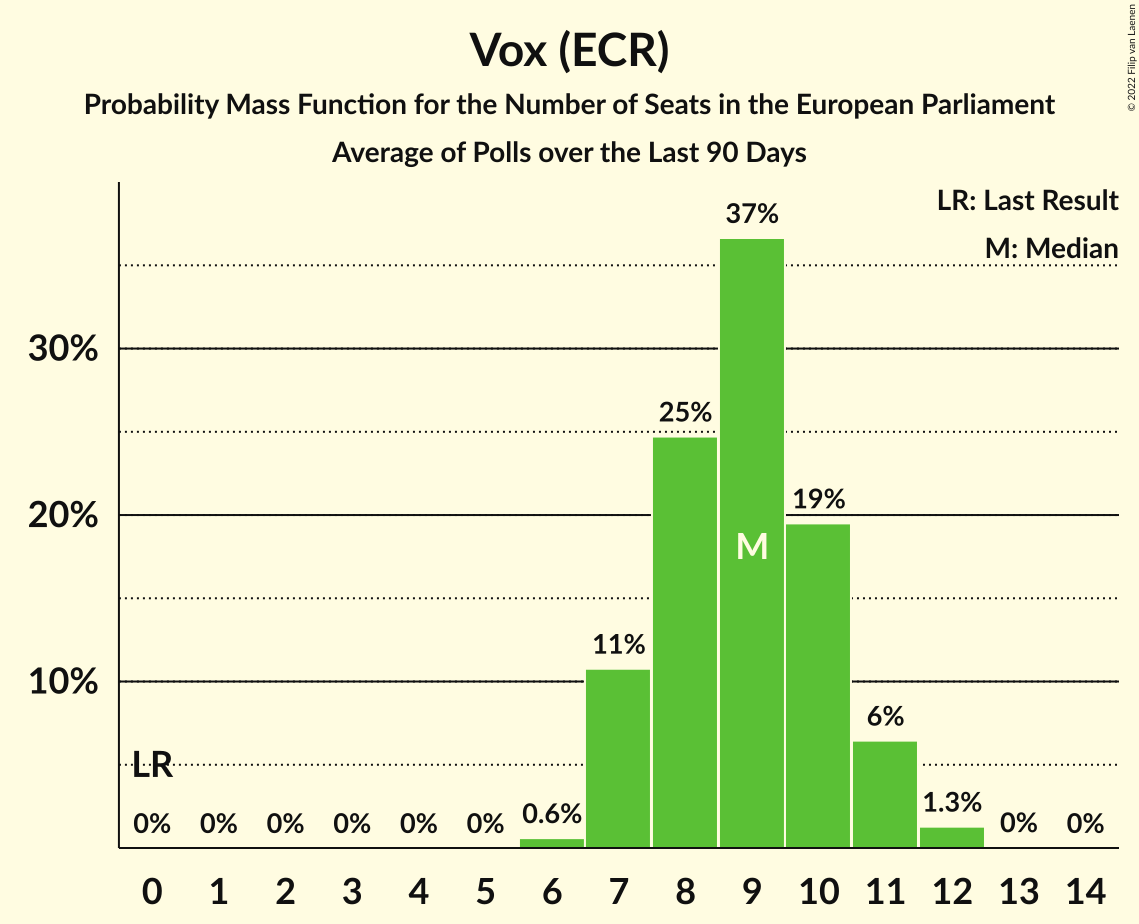 Vox (ECR)
Probability Mass Function for the Number of Seats in the European Parliament
Average of Polls over the Last 90 Days
© 2022 Filip van Laenen
LR: Last Result
M: Median
37%
30%
25%
20%
19%
M
11%
10%
6%
LR
0% 0% 0% 0% 0% 0% 0.6% 1.3% 0% 0%
0 1 2 3 4 5 6 7 8 9 10 11 12 13 14